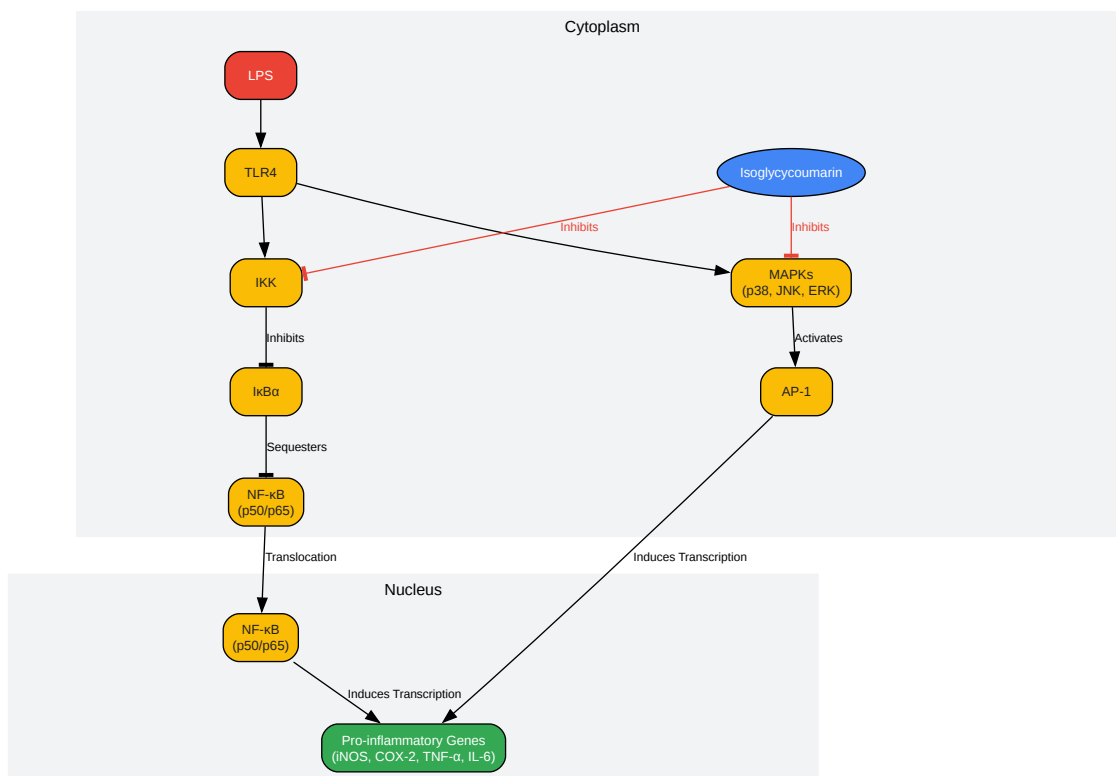 Cytoplasm
LPS
TLR4
Isoglycycoumarin
Inhibits
Inhibits
IKK
MAPKs
(p38, JNK, ERK)
Inhibits
Activates
IκBα
AP-1
Sequesters
NF-κB
(p50/p65)
Translocation
Induces Transcription
Nucleus
NF-κB
(p50/p65)
Induces Transcription
Pro-inflammatory Genes
(iNOS, COX-2, TNF-α, IL-6)